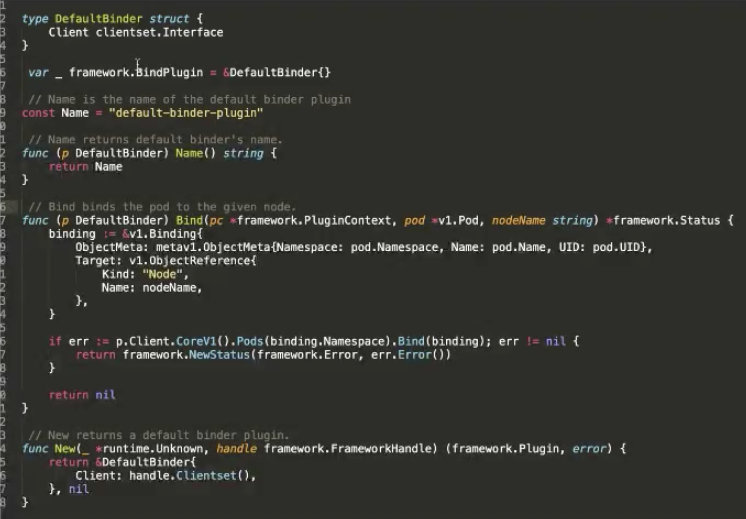 1
2 type DefaultBinder struct {
3     Client clientset.Interface
4 }
5
6  var _ framework.BindPlugin = &DefaultBinder{}
7
8  // Name is the name of the default binder plugin
9 const Name = "default-binder-plugin"
0
1  // Name returns default binder's name.
2 func (p DefaultBinder) Name() string {
3     return Name
4 }
5
6  // Bind binds the pod to the given node.
7 func (p DefaultBinder) Bind(pc *framework.PluginContext, pod *v1.Pod, nodeName string) *framework.Status {
8     binding := &v1.Binding{
9         ObjectMeta: metav1.ObjectMeta{Namespace: pod.Namespace, Name: pod.Name, UID: pod.UID},
0         Target: v1.ObjectReference{
1             Kind: "Node",
2             Name: nodeName,
3         },
4     }
5
6     if err := p.Client.CoreV1().Pods(binding.Namespace).Bind(binding); err != nil {
7         return framework.NewStatus(framework.Error, err.Error())
8     }
9
0     return nil
1 }
2
3  // New returns a default binder plugin.
4 func New(_ *runtime.Unknown, handle framework.FrameworkHandle) (framework.Plugin, error) {
5     return &DefaultBinder{
6         Client: handle.Clientset(),
7     }, nil
8 }